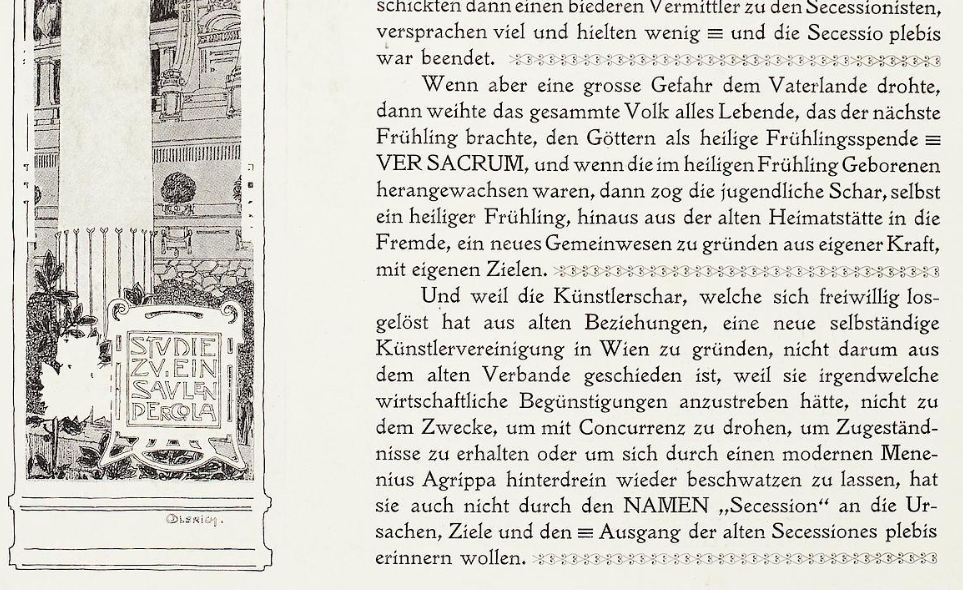 schickten dann einen biederen Vermittler zu den Secessionisten,
versprachen viel und hielten wenig ≡ und die Secessio plebis
war beendet.
Wenn aber eine grosse Gefahr dem Vaterlande drohte,
dann weihte das gesammte Volk alles Lebende, das der nächste
Frühling brachte, den Göttern als heilige Frühlingsspende ≡
VER SACRUM, und wenn die im heiligen Frühling Geborenen
herangewachsen waren, dann zog die jugendliche Schar, selbst
ein heiliger Frühling, hinaus aus der alten Heimatstätte in die
Fremde, ein neues Gemeinwesen zu gründen aus eigener Kraft,
mit eigenen Zielen.
Und weil die Künstlerschar, welche sich freiwillig los-
gelöst hat aus alten Beziehungen, eine neue selbständige
Künstlervereinigung in Wien zu gründen, nicht darum aus
dem alten Verbande geschieden ist, weil sie irgendwelche
wirtschaftliche Begünstigungen anzustreben hätte, nicht zu
dem Zwecke, um mit Concurrenz zu drohen, um Zugeständ-
nisse zu erhalten oder um sich durch einen modernen Mene-
nius Agrippa hinterdrein wieder beschwatzen zu lassen, hat
sie auch nicht durch den NAMEN „Secession“ an die Ur-
sachen, Ziele und den ≡ Ausgang der alten Secessiones plebis
erinnern wollen.
STVDIE
ZV. EIN
SAVLEN
PERGOLA
OLBRICH.